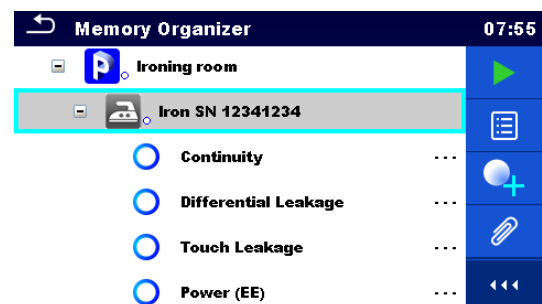 Memory Organizer 07:55
Ironing room
Iron SN 12341234
Continuity ---
Differential Leakage ---
Touch Leakage ---
Power (EE) ---